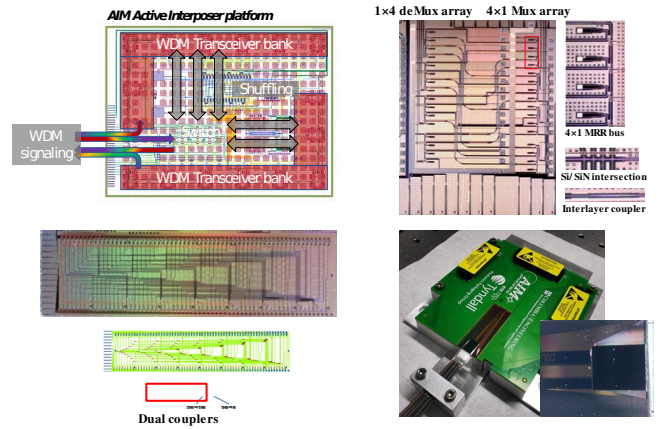 AIM Active Interposer platform
WDM Transceiver bank
Shuffling
Switch
WDM
signaling
WDM Transceiver bank
1×4 deMux array 4×1 Mux array
4×1 MRR bus
Si/SiN intersection
Interlayer coupler
Dual couplers
Tyndall
AIM